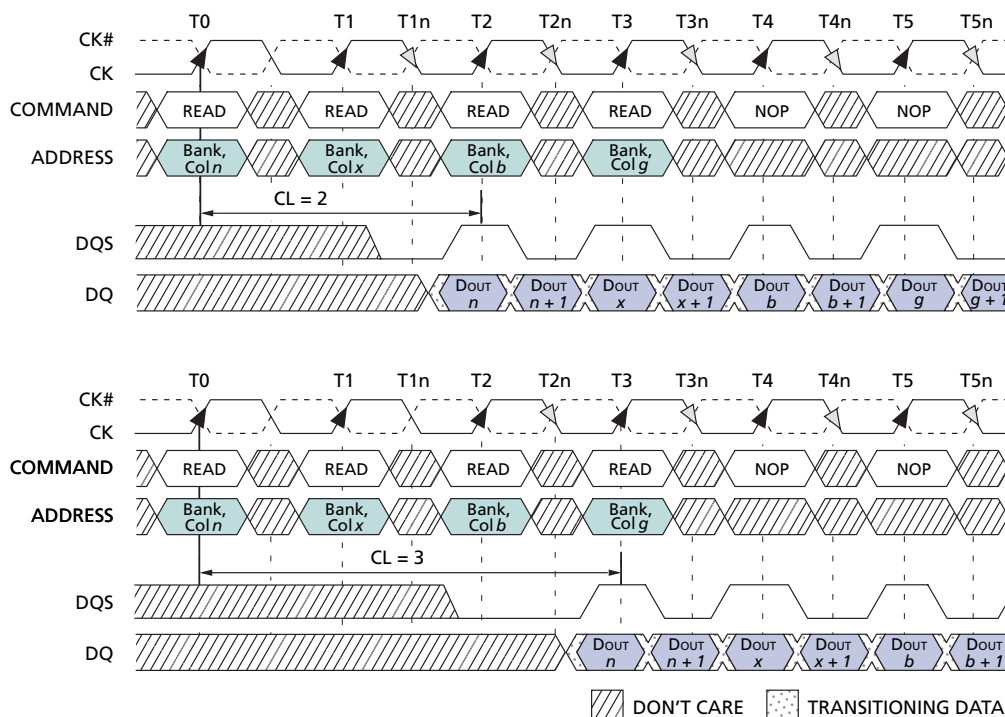 T0 T1 T1n T2 T2n T3 T3n T4 T4n T5 T5n
CK#
CK
COMMAND READ READ READ READ NOP NOP
ADDRESS Bank, Col n Bank, Col x Bank, Col b Bank, Col g
CL = 2
DQS
DQ DOUT n DOUT n + 1 DOUT x DOUT x + 1 DOUT b DOUT b + 1 DOUT g DOUT g + 1
T0 T1 T1n T2 T2n T3 T3n T4 T4n T5 T5n
CK#
CK
COMMAND READ READ READ READ NOP NOP
ADDRESS Bank, Col n Bank, Col x Bank, Col b Bank, Col g
CL = 3
DQS
DQ DOUT n DOUT n + 1 DOUT x DOUT x + 1 DOUT b DOUT b + 1
DON'T CARE TRANSITIONING DATA